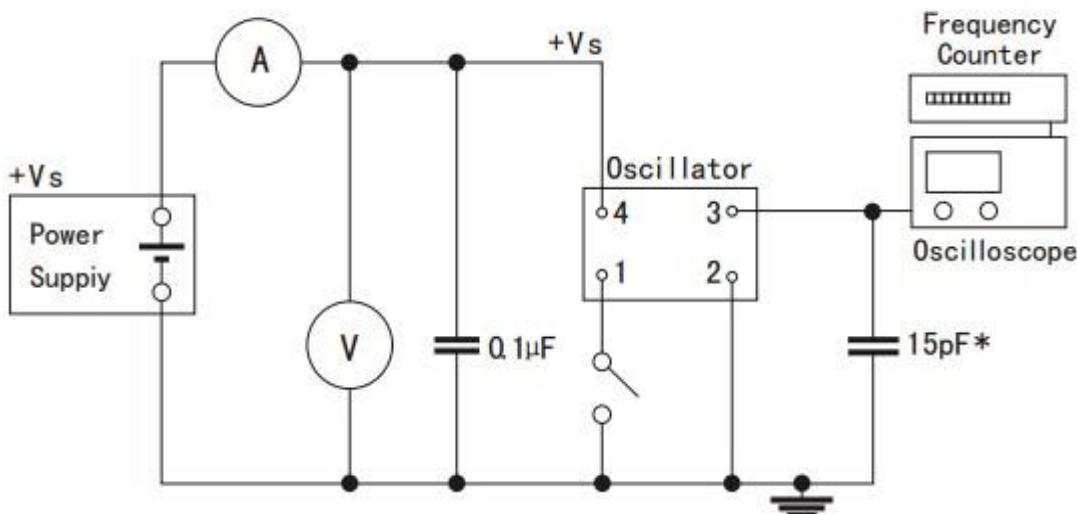 Frequency
Counter
+Vs
A
Oscillator
+Vs
4
3
Power
Suppiy
Oscilloscope
1
2
V
0.1μF
15pF*